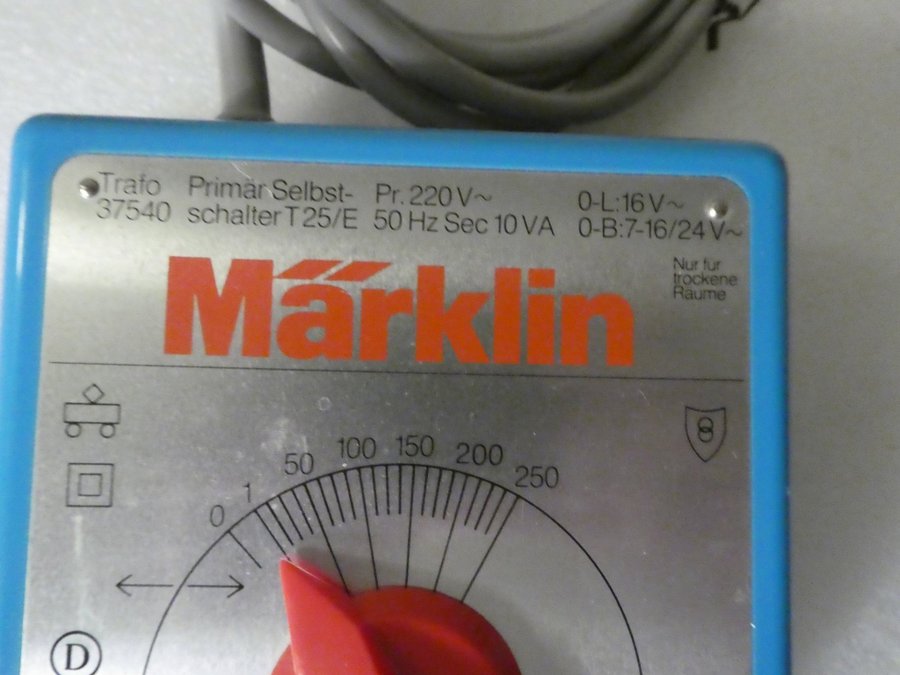 Trafo Primär Selbst- Pr. 220 V~ 0-L:16 V~
37540 schalter T 25/E 50 Hz Sec 10 VA 0-B:7-16/24 V~
Märklin
Nur für
trockene
Räume
0 1 50 100 150 200 250
D